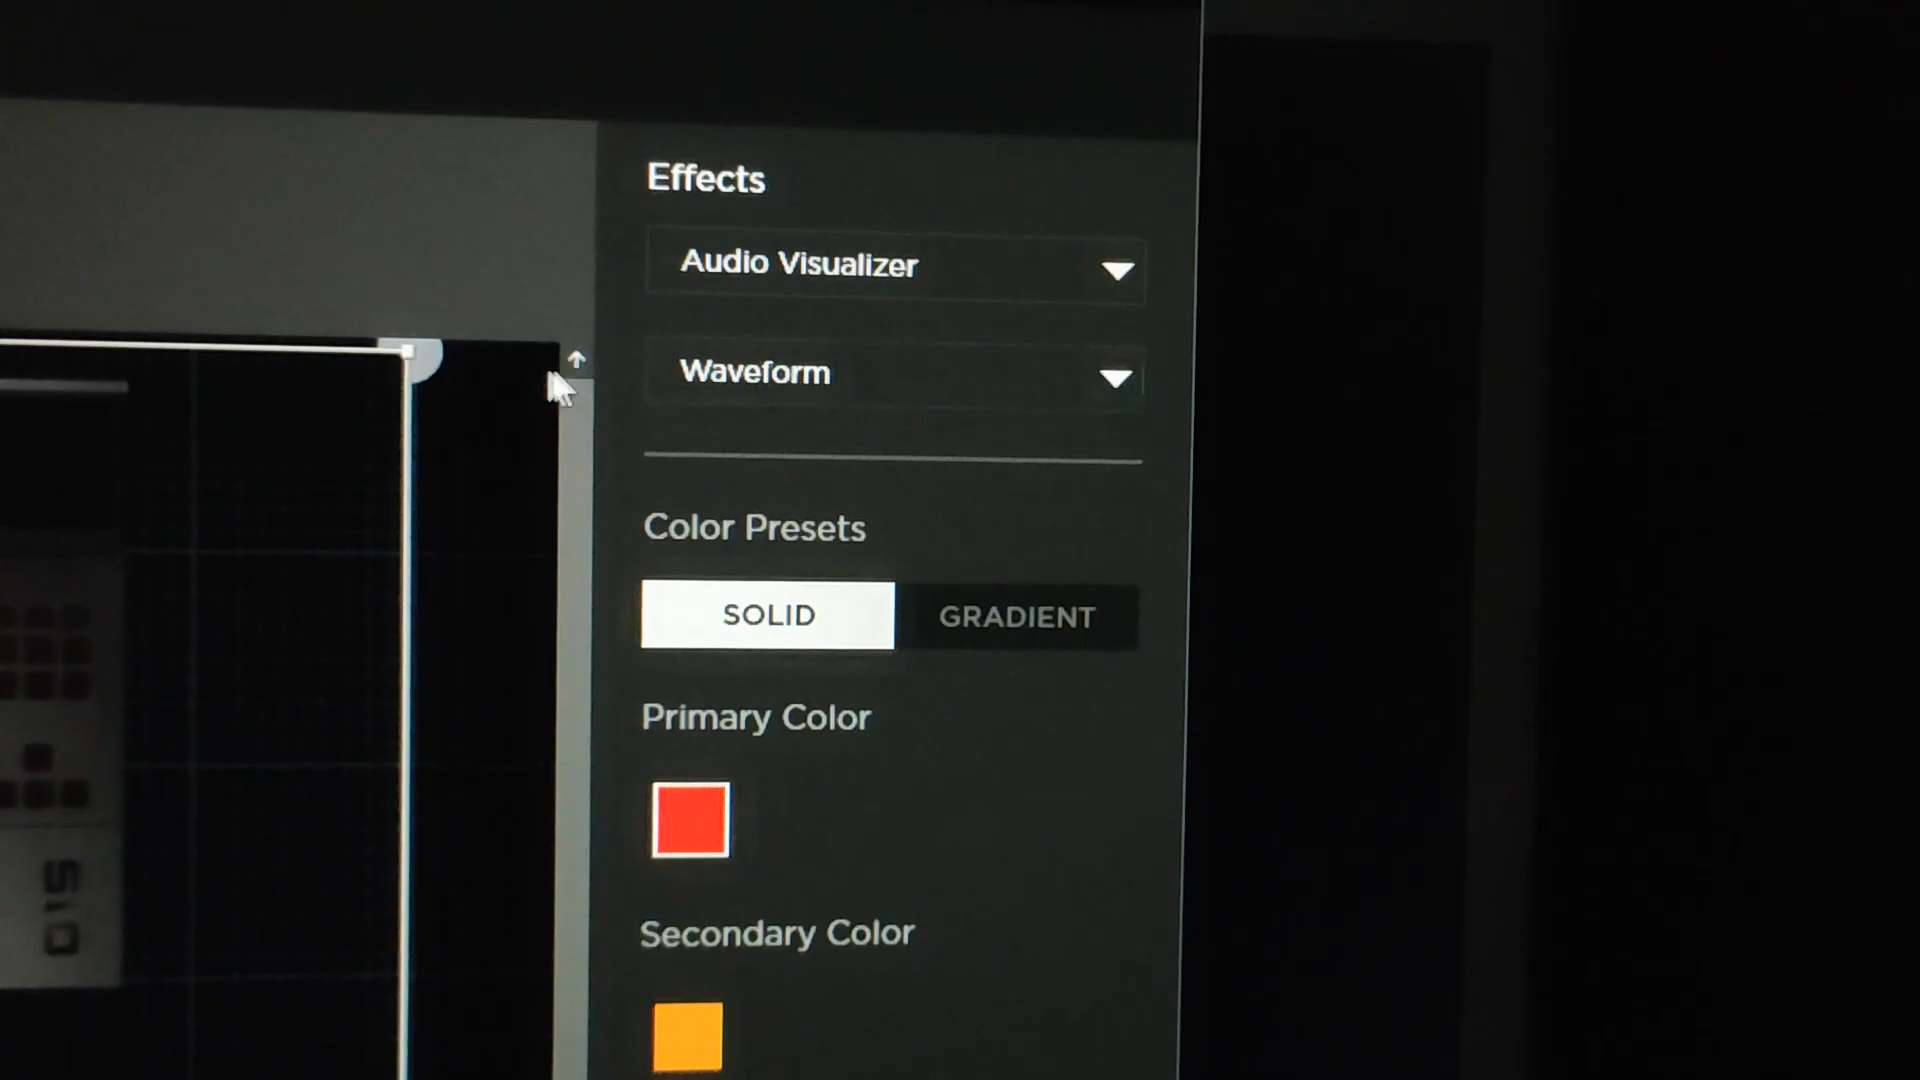 Effects
Audio Visualizer
Waveform
Color Presets
SOLID
GRADIENT
Primary Color
Secondary Color